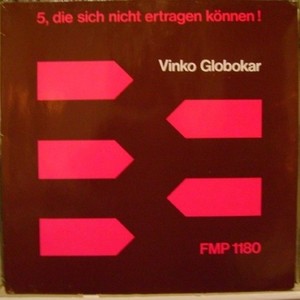 5, die sich nicht ertragen können!
Vinko Globokar
FMP 1180